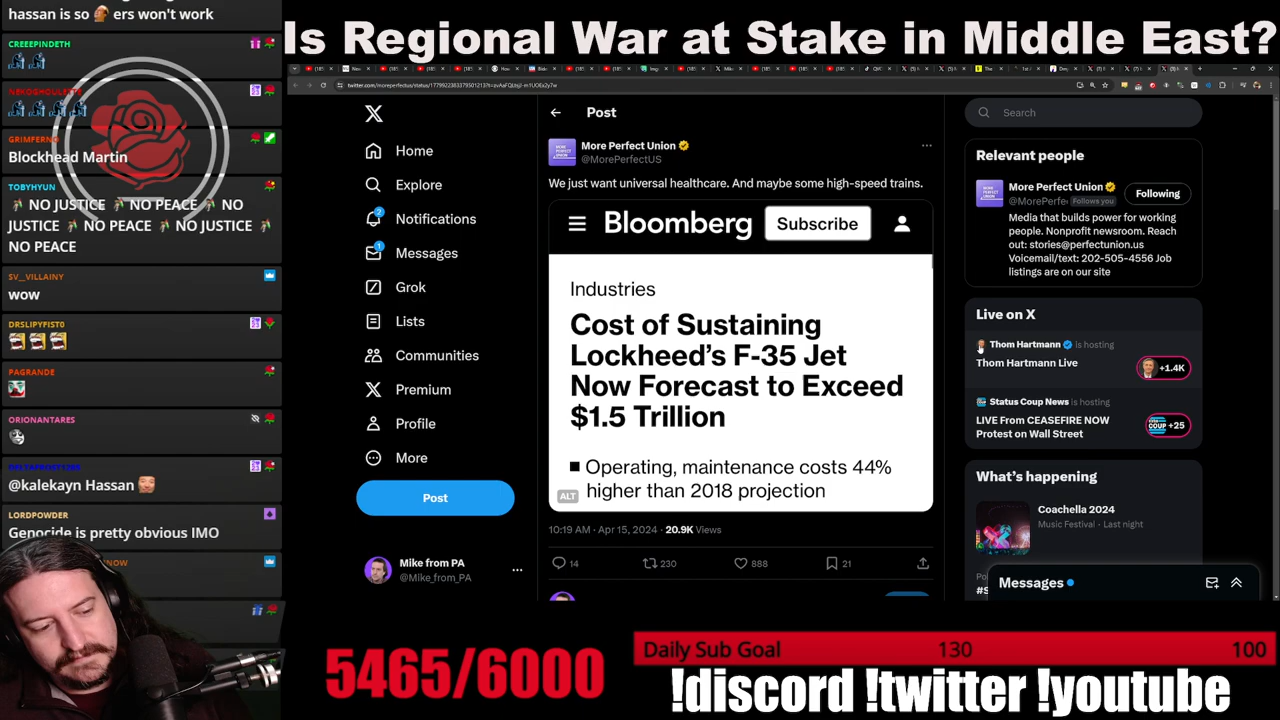 hassan is so ers won't work
Is Regional War at Stake in Middle East?
CREEEPINDETH
GRIMFERNO
Blockhead Martin
TOBYHYUN
NO JUSTICE NO PEACE NO
JUSTICE NO PEACE NO JUSTICE
NO PEACE
SV__VILLAINY
wow
DRSLIPYFIST0
PAGRANDE
ORIONANTARES
@kalekayn Hassan
LORDPOWDER
Genocide is pretty obvious IMO
Home
Explore
Notifications
2
Messages
1
Grok
Lists
Communities
Premium
Profile
More
Post
Mike from PA
@Mike_from_PA
Post
More Perfect Union
@MorePerfectUS
We just want universal healthcare. And maybe some high-speed trains.
Bloomberg
Subscribe
Industries
Cost of Sustaining
Lockheed's F-35 Jet
Now Forecast to Exceed
$1.5 Trillion
Operating, maintenance costs 44%
higher than 2018 projection
ALT
10:19 AM · Apr 15, 2024 · 20.9K Views
14 230 888 21
Search
Relevant people
More Perfect Union
@MorePerfe Follows you
Following
Media that builds power for working
people. Nonprofit newsroom. Reach
out: stories@perfectunion.us
Voicemail/text: 202-505-4556 Job
listings are on our site
Live on X
Thom Hartmann is hosting
Thom Hartmann Live
+1.4K
Status Coup News is hosting
LIVE From CEASEFIRE NOW
Protest on Wall Street
COUP +25
What's happening
Coachella 2024
Music Festival · Last night
Messages
5465/6000
Daily Sub Goal 130 100
!discord !twitter !youtube